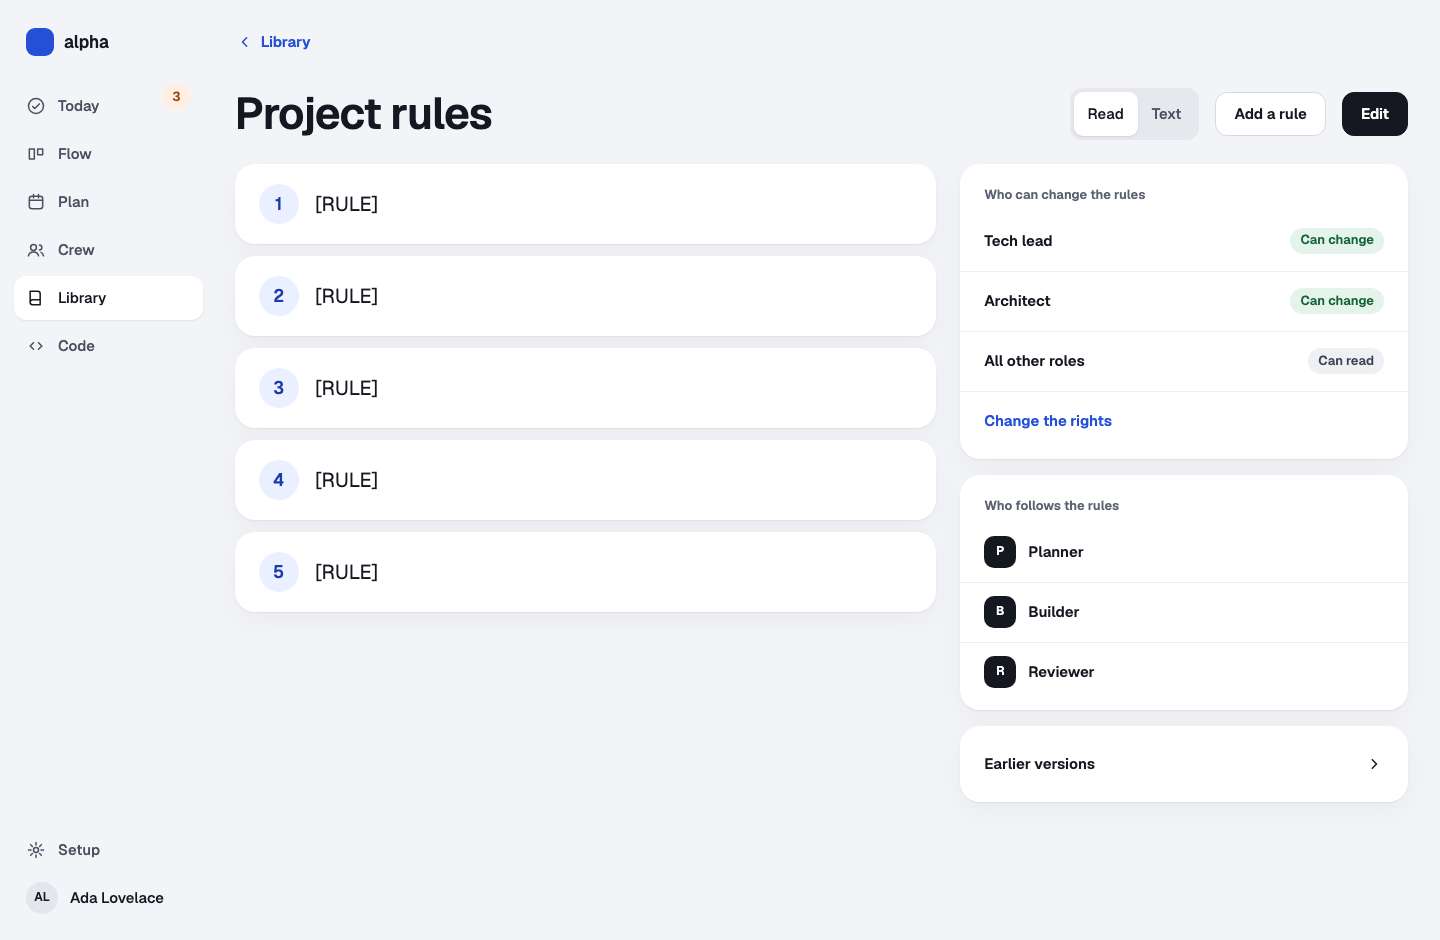 alpha
Today
3
Flow
Plan
Crew
Library
Code
Setup
AL
Ada Lovelace
Library
Project rules
Read
Text
Add a rule
Edit
1
[RULE]
2
[RULE]
3
[RULE]
4
[RULE]
5
[RULE]
Who can change the rules
Tech lead
Can change
Architect
Can change
All other roles
Can read
Change the rights
Who follows the rules
P
Planner
B
Builder
R
Reviewer
Earlier versions